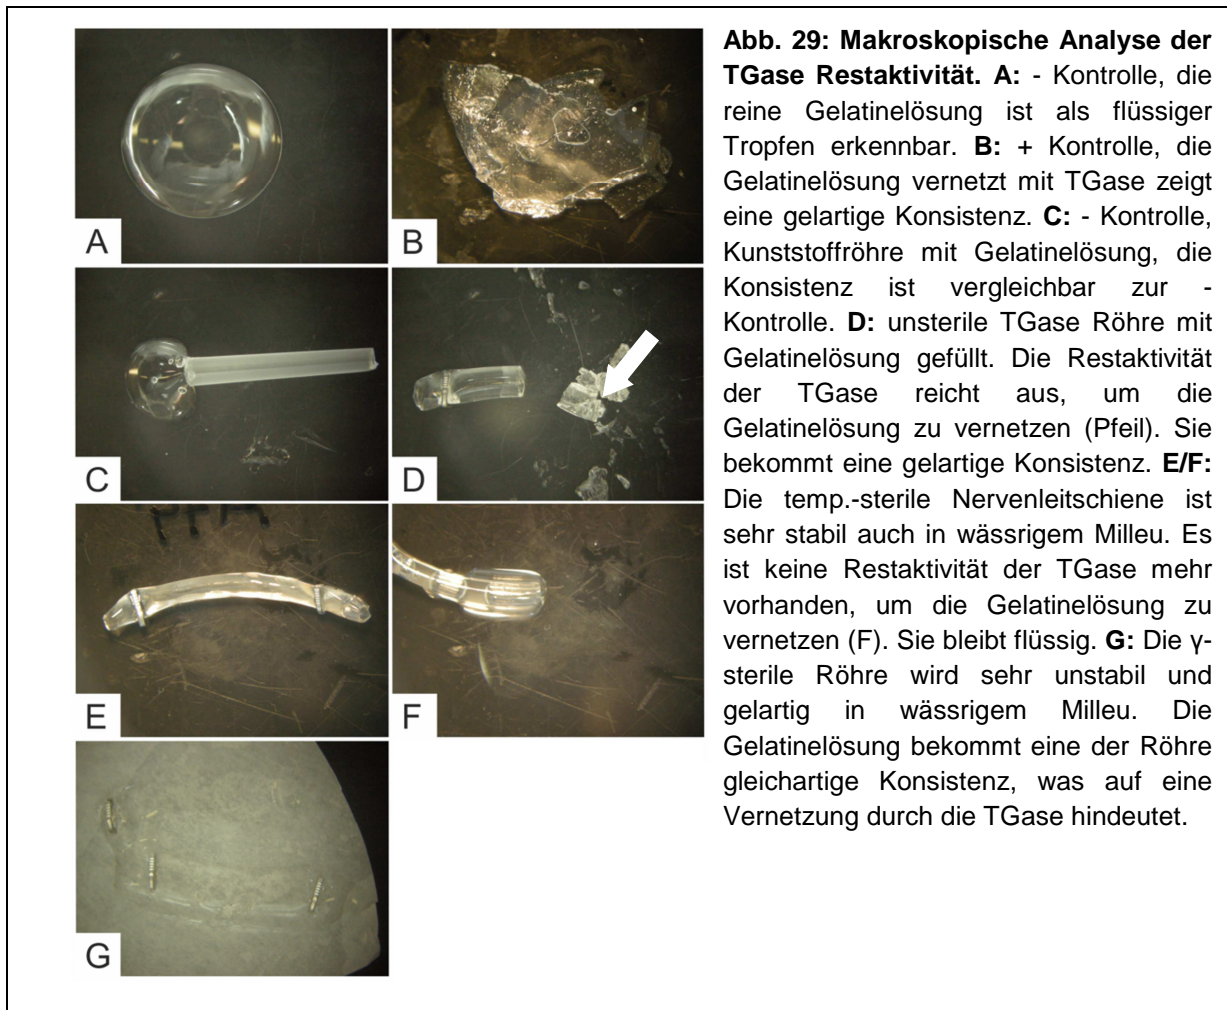 Abb. 29: Makroskopische Analyse der
TGase Restaktivität. A: - Kontrolle, die
reine Gelatinelösung ist als flüssiger
Tropfen erkennbar. B: + Kontrolle, die
Gelatinelösung vernetzt mit TGase zeigt
eine gelartige Konsistenz. C: - Kontrolle,
Kunststoffröhre mit Gelatinelösung, die
Konsistenz ist vergleichbar zur -
Kontrolle. D: unsterile TGase Röhre mit
Gelatinelösung gefüllt. Die Restaktivität
der TGase reicht aus, um die
Gelatinelösung zu vernetzen (Pfeil). Sie
bekommt eine gelartige Konsistenz. E/F:
Die temp.-sterile Nervenleitschiene ist
sehr stabil auch in wässrigem Milleu. Es
ist keine Restaktivität der TGase mehr
vorhanden, um die Gelatinelösung zu
vernetzen (F). Sie bleibt flüssig. G: Die γ-
sterile Röhre wird sehr unstabil und
gelartig in wässrigem Milleu. Die
Gelatinelösung bekommt eine der Röhre
gleichartige Konsistenz, was auf eine
Vernetzung durch die TGase hindeutet.
A
B
C
D
E
F
G